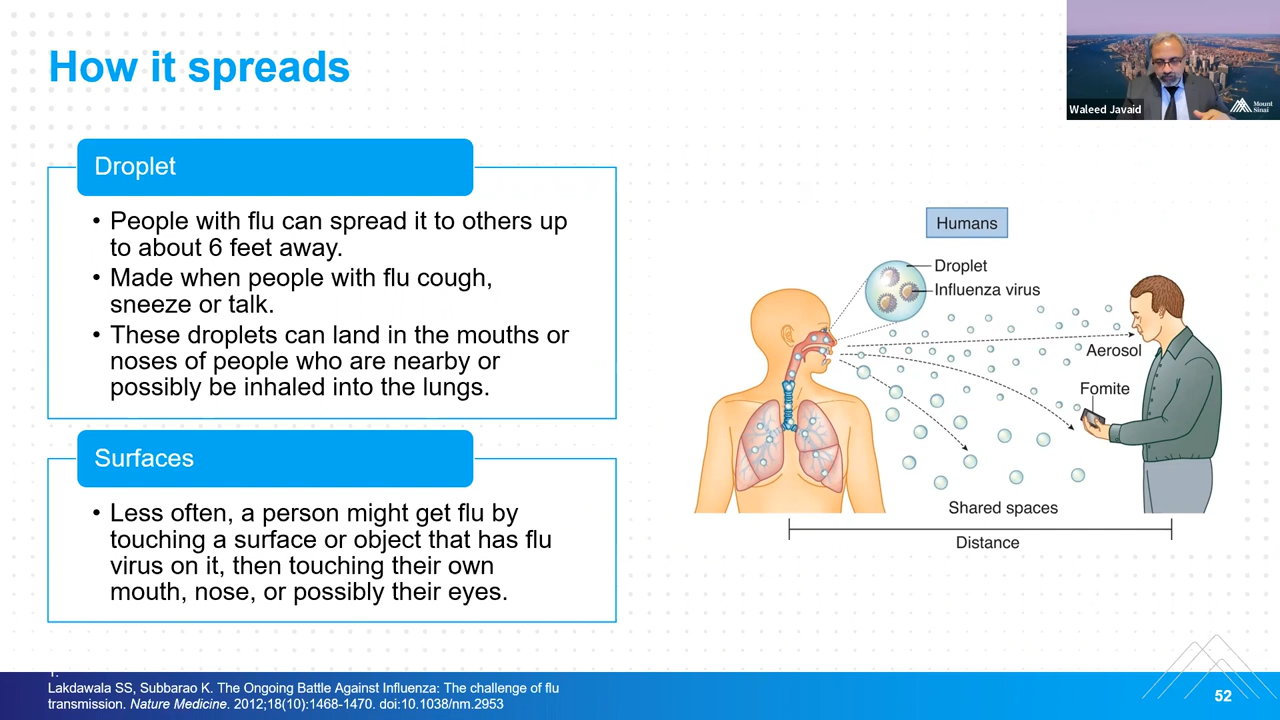 How it spreads
Waleed Javaid
Mount
Sinai
Droplet
• People with flu can spread it to others up
to about 6 feet away.
• Made when people with flu cough,
sneeze or talk.
• These droplets can land in the mouths or
noses of people who are nearby or
possibly be inhaled into the lungs.
Surfaces
• Less often, a person might get flu by
touching a surface or object that has flu
virus on it, then touching their own
mouth, nose, or possibly their eyes.
Humans
Droplet
Influenza virus
Aerosol
Fomite
Shared spaces
Distance
Lakdawala SS, Subbarao K. The Ongoing Battle Against Influenza: The challenge of flu
transmission. Nature Medicine. 2012;18(10):1468-1470. doi:10.1038/nm.2953
52